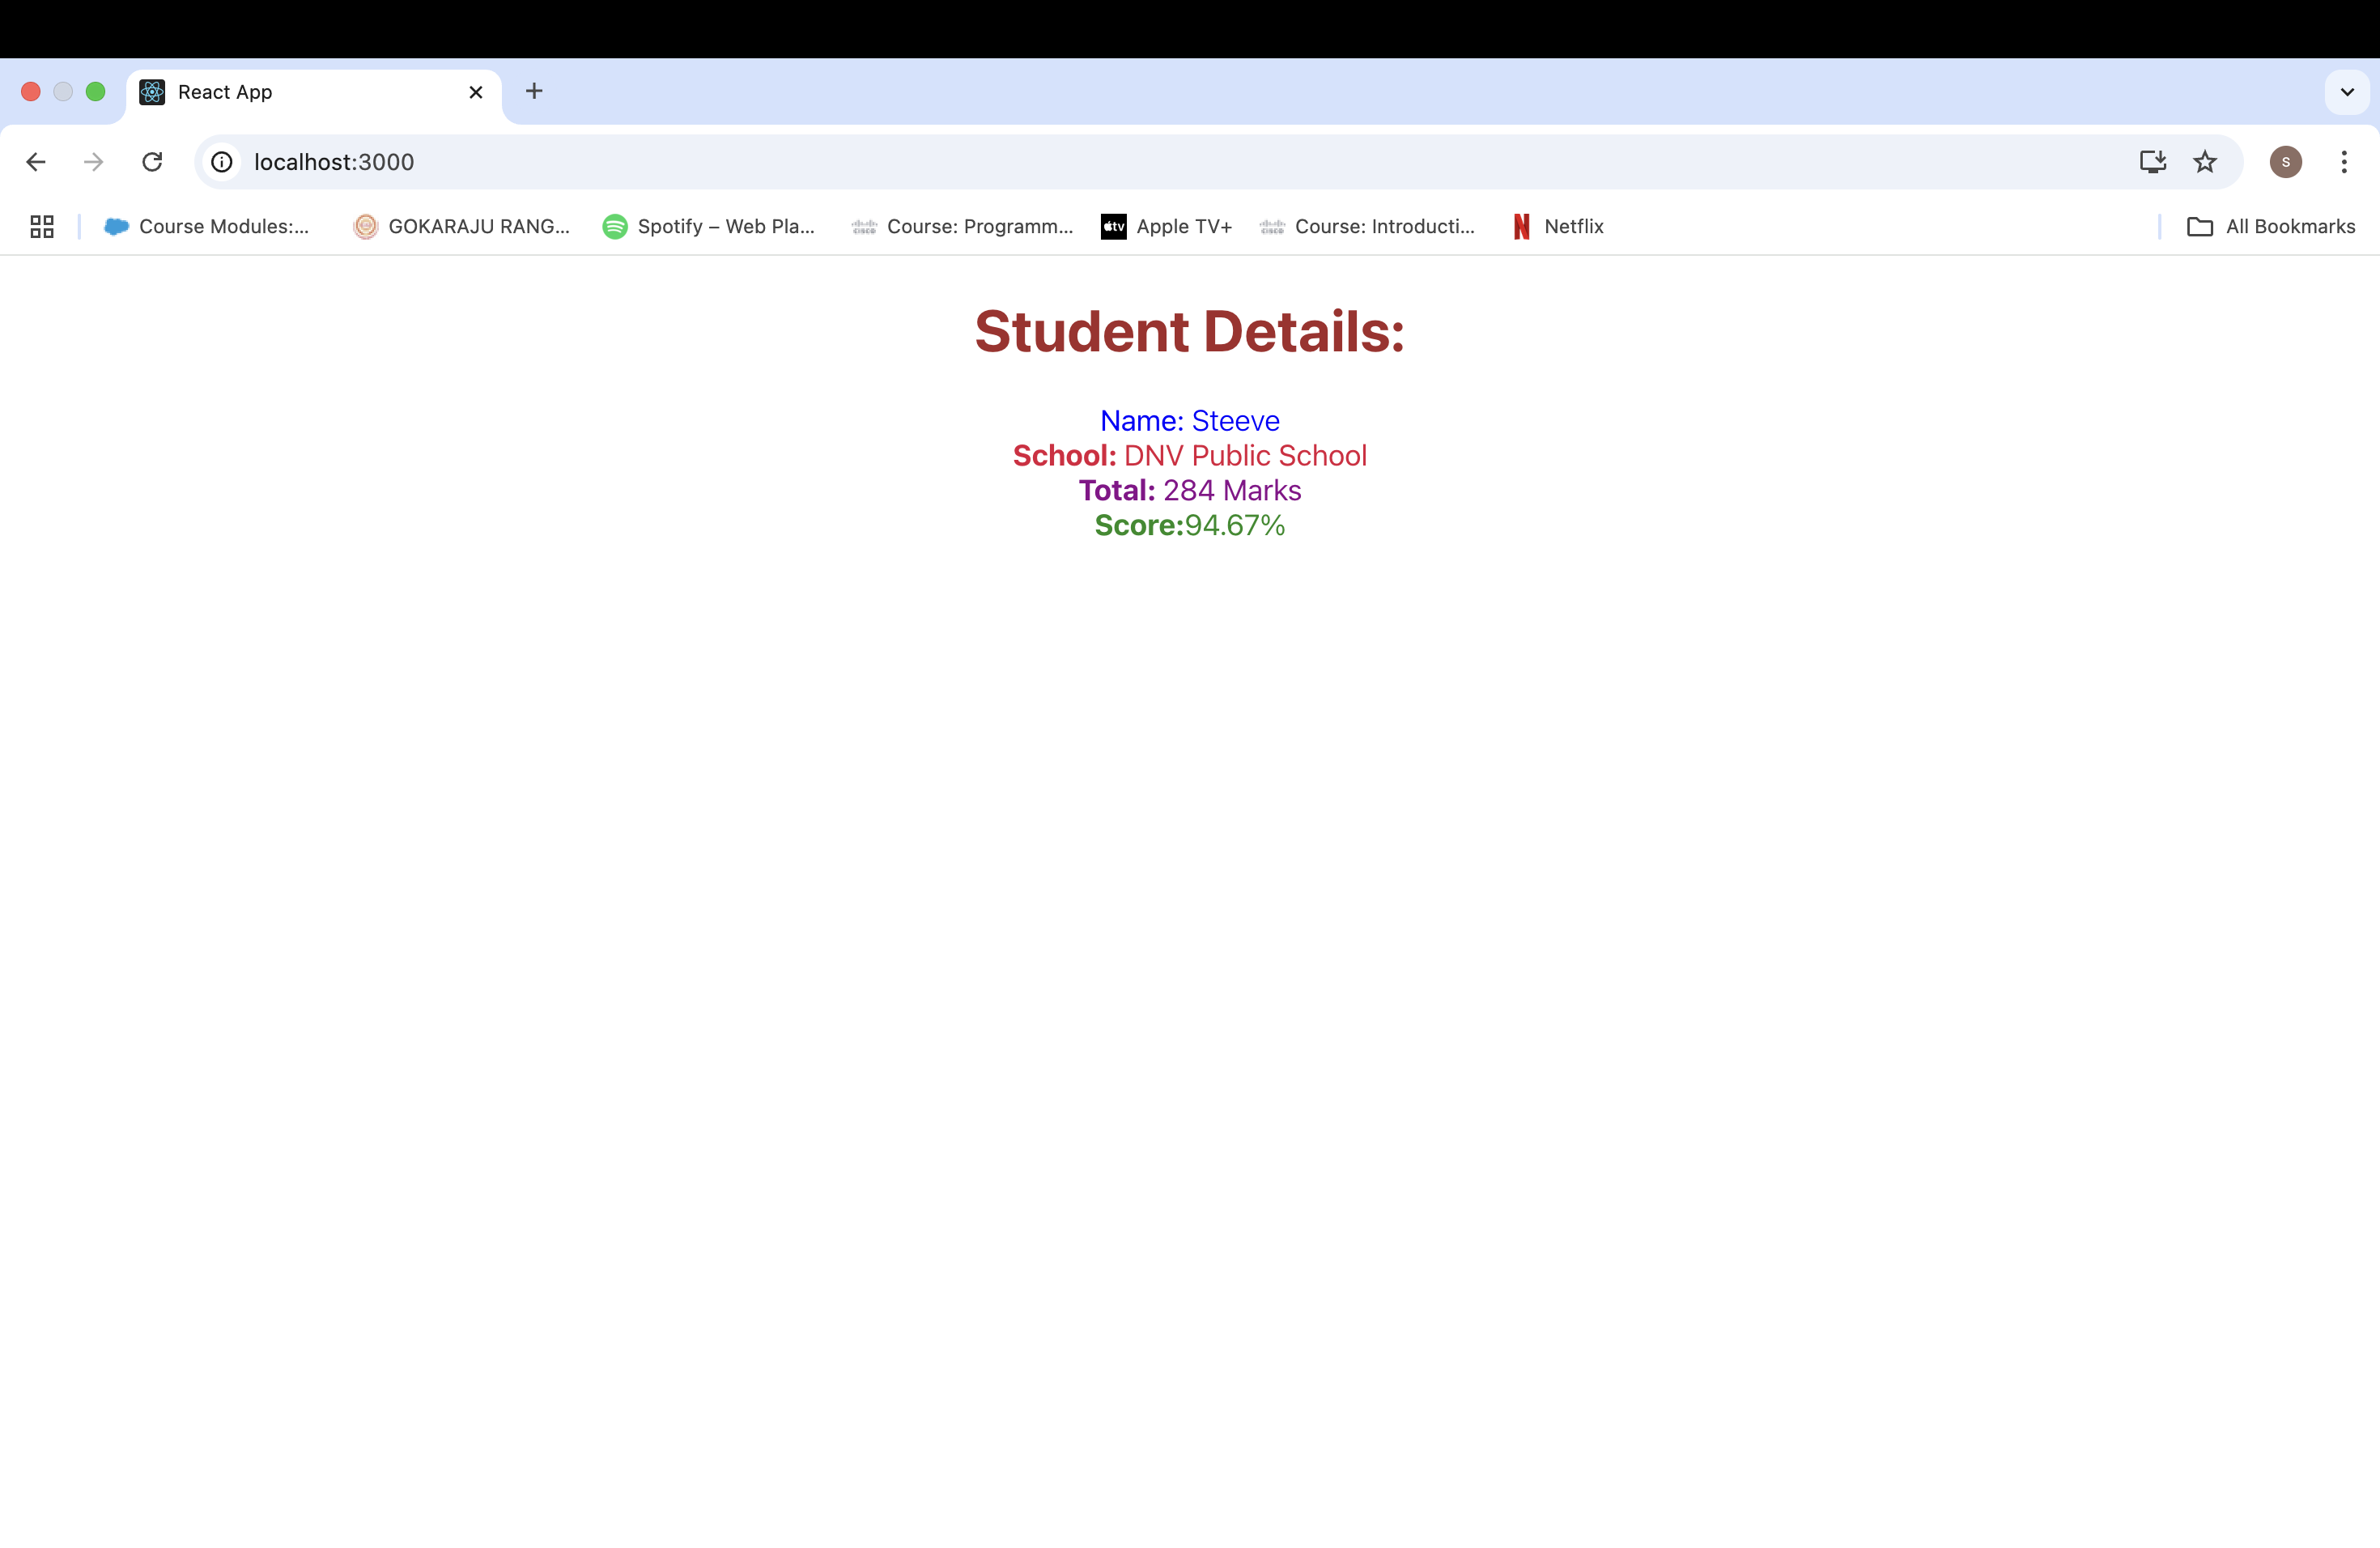 React App
localhost:3000
S
Course Modules:...
GOKARAJU RANG...
Spotify – Web Pla...
Course: Programm...
tv
Apple TV+
Course: Introducti...
Netflix
All Bookmarks
Student Details:
Name: Steeve
School: DNV Public School
Total: 284 Marks
Score:94.67%